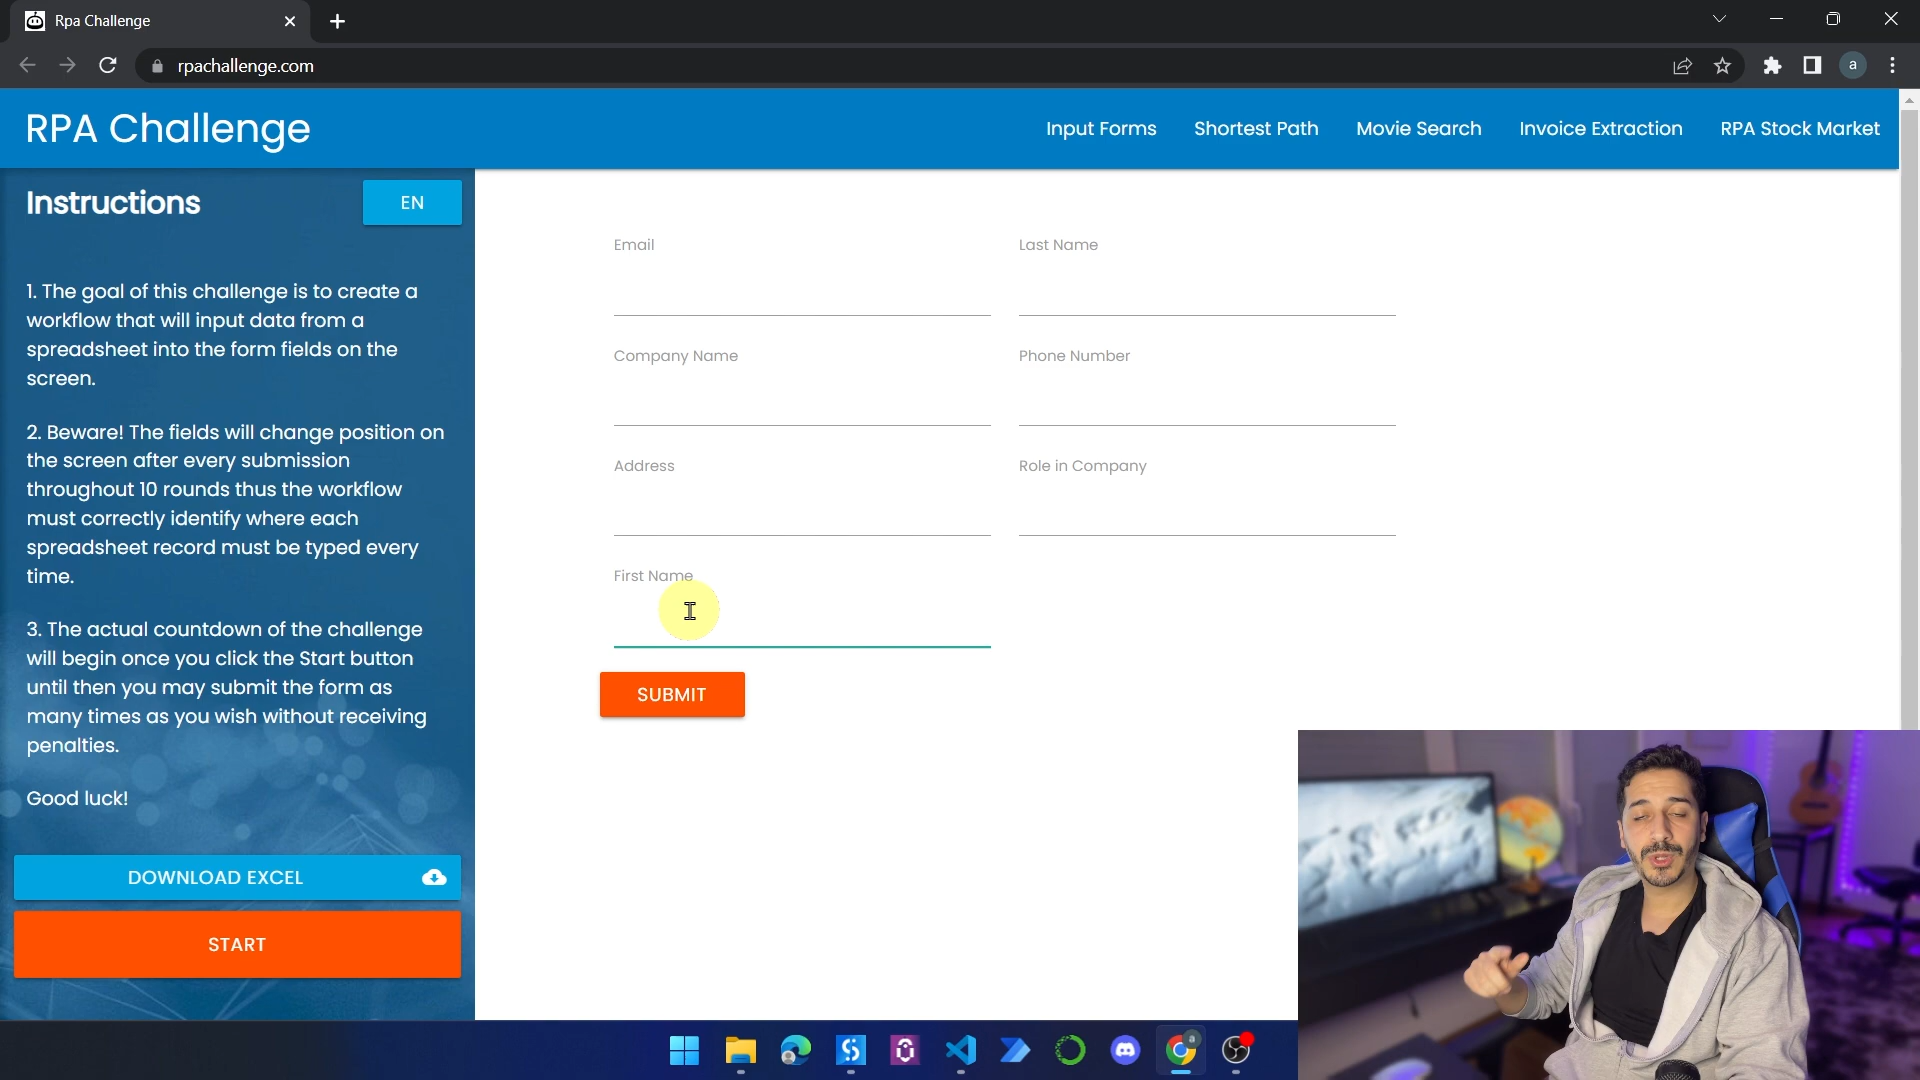 Rpa Challenge
rpachallenge.com
a
RPA Challenge
Input Forms
Shortest Path
Movie Search
Invoice Extraction
RPA Stock Market
Instructions
EN
1. The goal of this challenge is to create a
workflow that will input data from a
spreadsheet into the form fields on the
screen.
2. Beware! The fields will change position on
the screen after every submission
throughout 10 rounds thus the workflow
must correctly identify where each
spreadsheet record must be typed every
time.
3. The actual countdown of the challenge
will begin once you click the Start button
until then you may submit the form as
many times as you wish without receiving
penalties.
Good luck!
DOWNLOAD EXCEL
START
Email
Last Name
Company Name
Phone Number
Address
Role in Company
First Name
SUBMIT
a